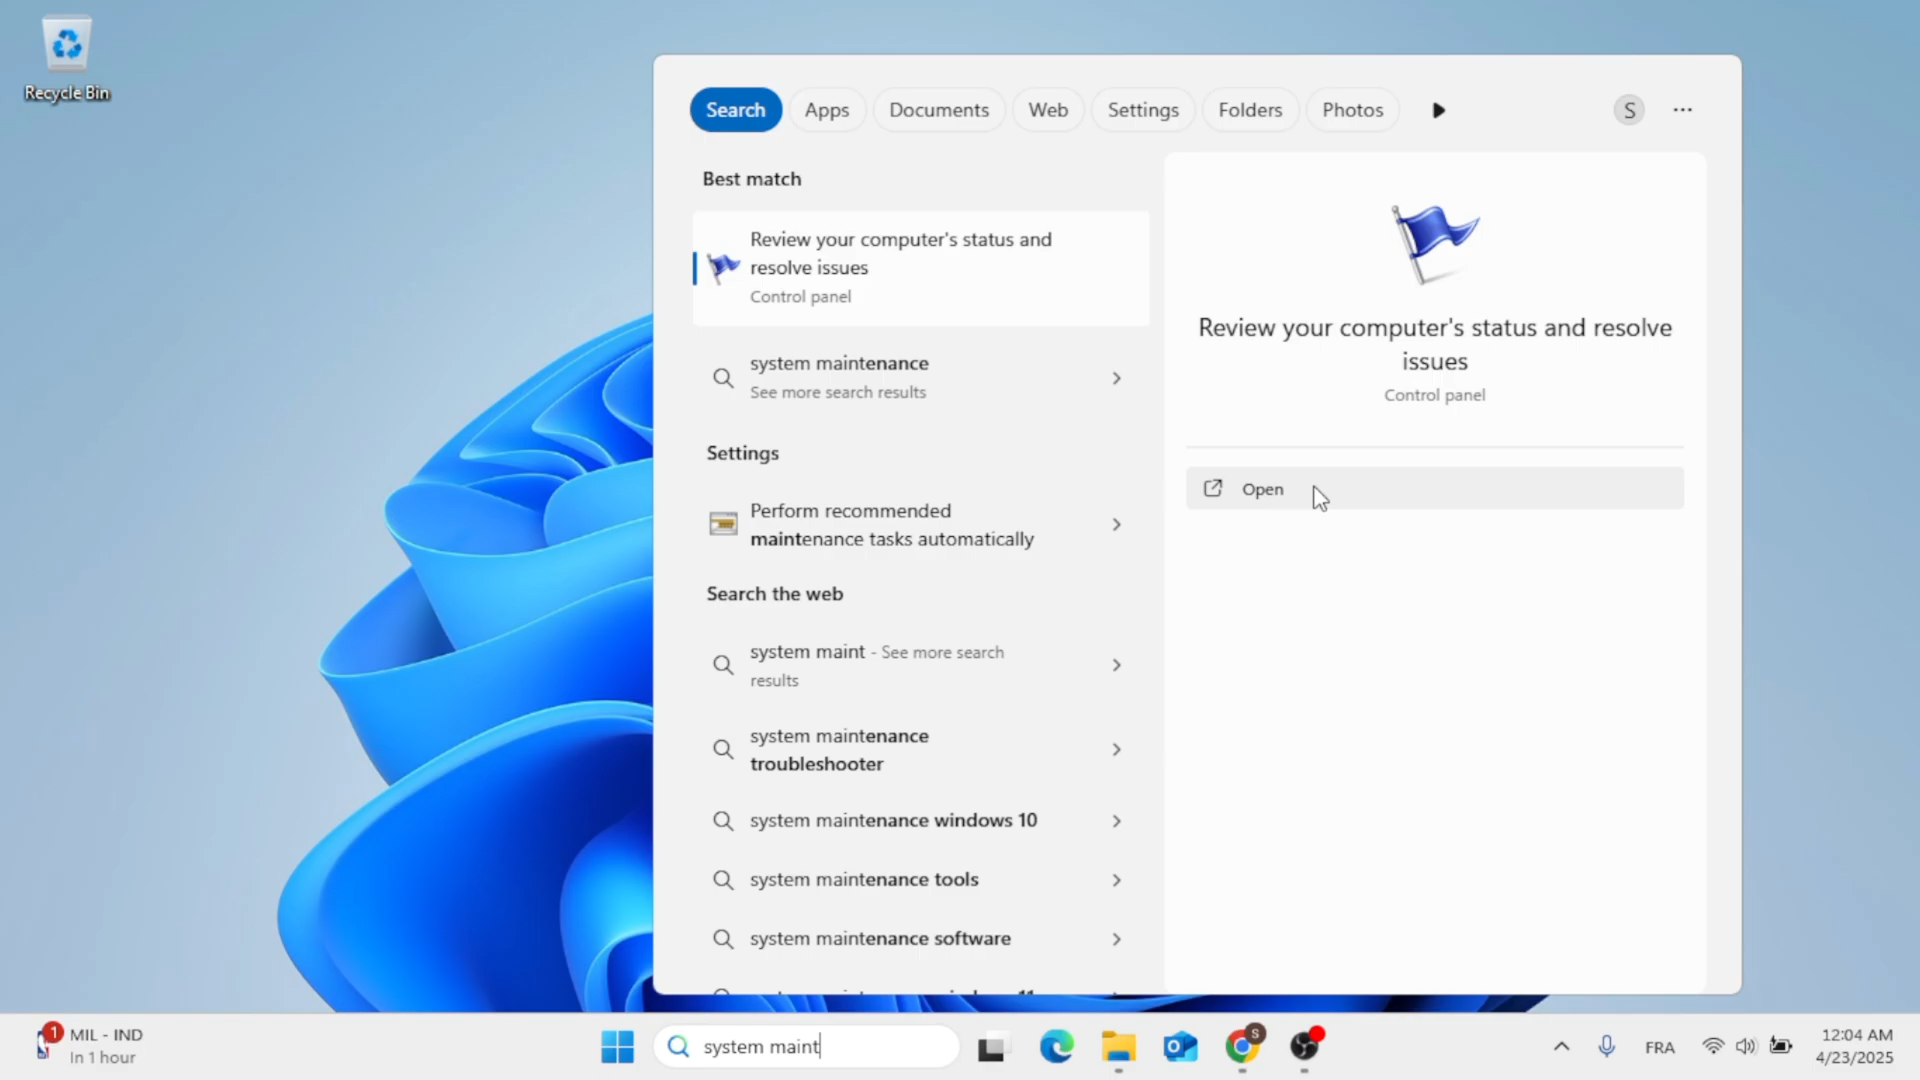 Recycle Bin
Search
Apps
Documents
Web
Settings
Folders
Photos
S
Best match
Review your computer's status and
resolve issues
Control panel
system maintenance
See more search results
Settings
Perform recommended
maintenance tasks automatically
Search the web
system maint - See more search
results
system maintenance
troubleshooter
system maintenance windows 10
system maintenance tools
system maintenance software
Review your computer's status and resolve
issues
Control panel
Open
1
MIL - IND
In 1 hour
system maint
S
FRA
12:04 AM
4/23/2025